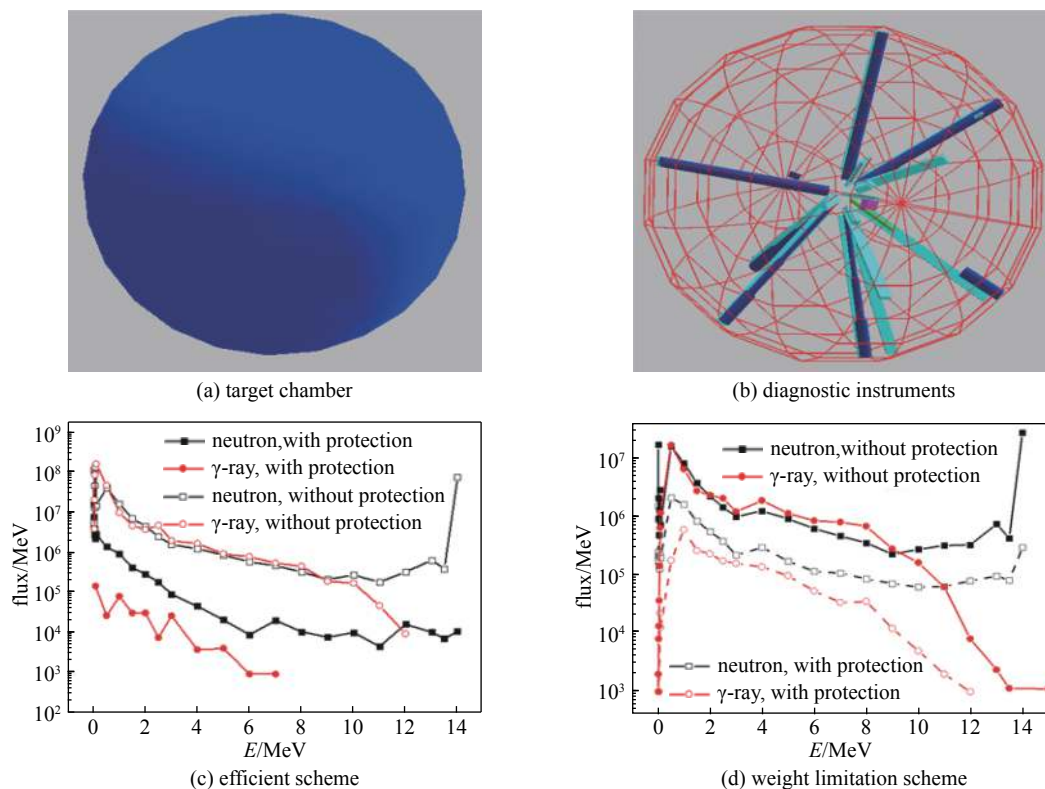 (a) target chamber
(b) diagnostic instruments
10⁹
10⁸
10⁷
10⁶
10⁵
10⁴
10³
10²
flux/MeV
neutron,with protection
γ-ray, with protection
neutron, without protection
γ-ray, without protection
0 2 4 6 8 10 12 14
E/MeV
(c) efficient scheme
10⁷
10⁶
10⁵
10⁴
10³
flux/MeV
neutron,without protection
γ-ray, without protection
neutron, with protection
γ-ray, with protection
0 2 4 6 8 10 12 14
E/MeV
(d) weight limitation scheme